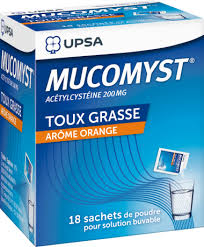 UPSA
MUCOMYST®
ACÉTYLCYSTÉINE 200 MG
TOUX GRASSE
ARÔME ORANGE
18 sachets de poudre
pour solution buvable